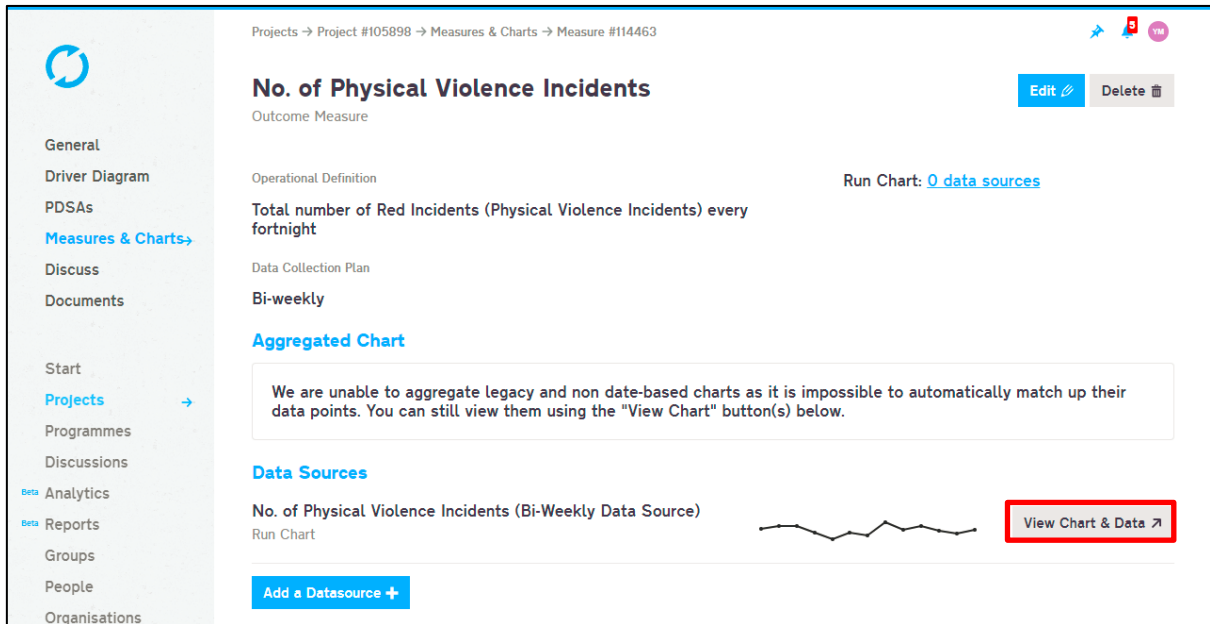 Projects → Project #105898 → Measures & Charts → Measure #114463
5
YM
No. of Physical Violence Incidents
Outcome Measure
Edit
Delete
General
Driver Diagram
PDSAs
Measures & Charts→
Discuss
Documents
Start
Projects →
Programmes
Discussions
Beta Analytics
Beta Reports
Groups
People
Organisations
Operational Definition
Total number of Red Incidents (Physical Violence Incidents) every
fortnight
Run Chart: 0 data sources
Data Collection Plan
Bi-weekly
Aggregated Chart
We are unable to aggregate legacy and non date-based charts as it is impossible to automatically match up their
data points. You can still view them using the "View Chart" button(s) below.
Data Sources
No. of Physical Violence Incidents (Bi-Weekly Data Source)
Run Chart
View Chart & Data ↗
Add a Datasource +